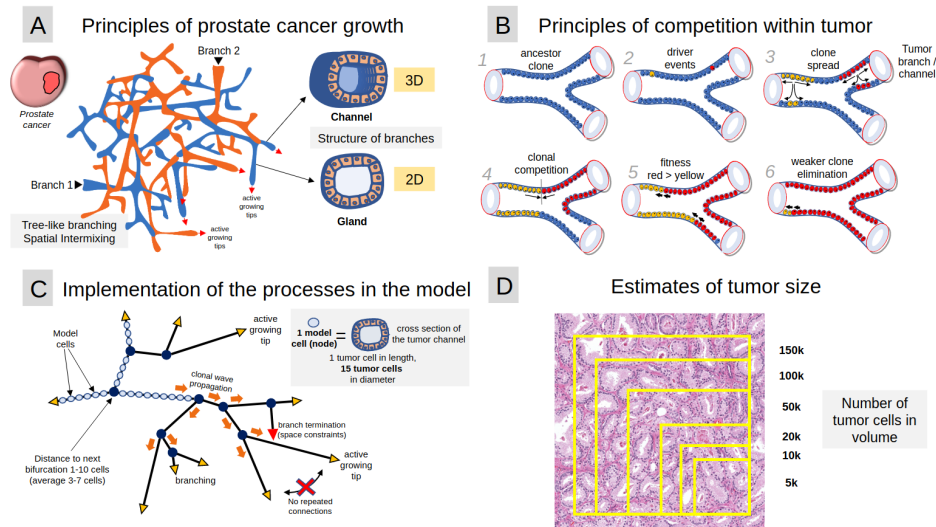 A
Principles of prostate cancer growth
Branch 2
Prostate
cancer
3D
Channel
Structure of branches
2D
Gland
Branch 1
active
growing
tips
active
growing
tips
Tree-like branching
Spatial Intermixing
B
Principles of competition within tumor
1
ancestor
clone
2
driver
events
3
clone
spread
Tumor
branch /
channel
4
clonal
competition
5
fitness
red > yellow
6
weaker clone
elimination
C
Implementation of the processes in the model
Model
cells
active
growing
tip
1 model
cell (node)
=
cross section of
the tumor channel
1 tumor cell in length,
15 tumor cells
in diameter
clonal wave
propagation
branch termination
(space constraints)
Distance to next
bifurcation 1-10 cells
(average 3-7 cells)
branching
active
growing
tip
No repeated
connections
D
Estimates of tumor size
150k
100k
50k
20k
10k
5k
Number of
tumor cells in
volume